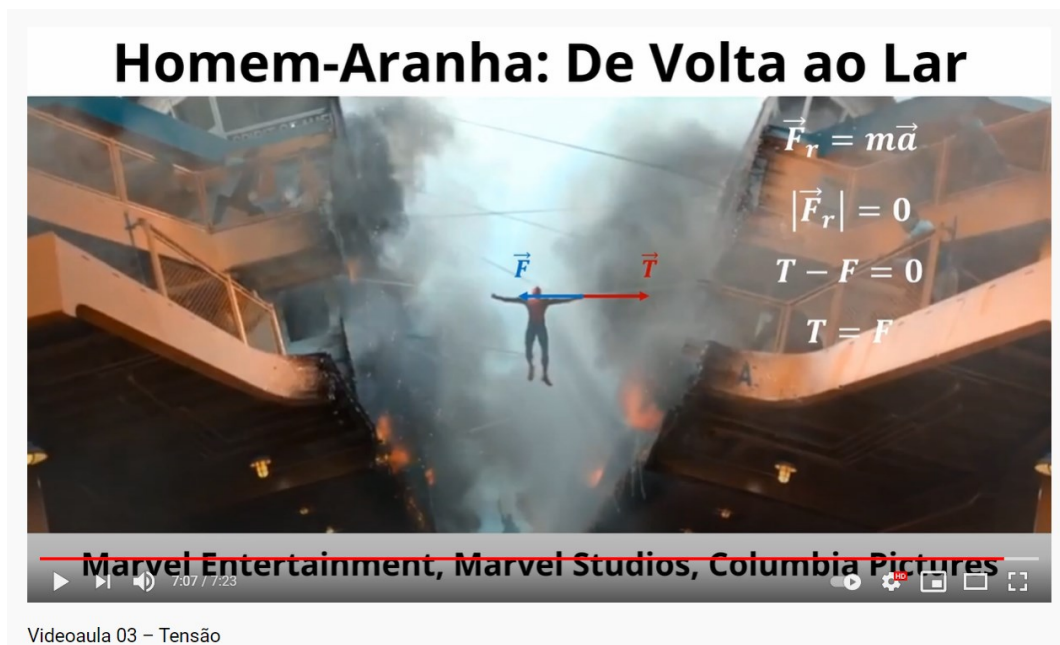 Homem-Aranha: De Volta ao Lar
F⃗ᵣ = ma⃗
|F⃗ᵣ| = 0
F⃗
T⃗
T − F = 0
T = F
A
Marvel Entertainment, Marvel Studios, Columbia Pictures
7:07 / 7:23
HD
Videoaula 03 – Tensão